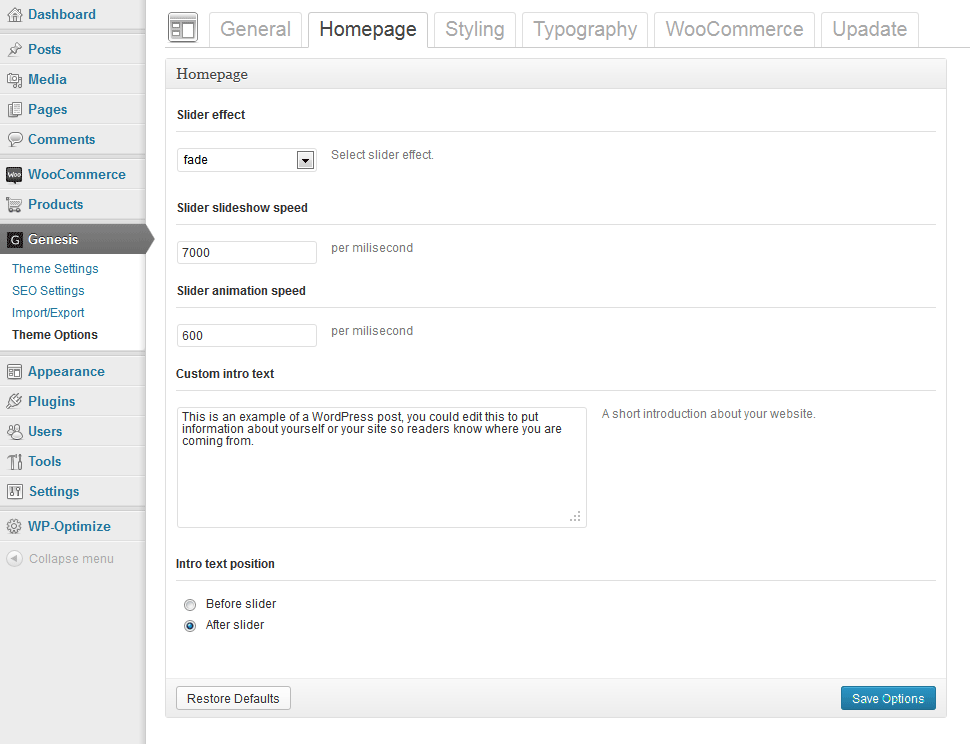 Dashboard
Posts
Media
Pages
Comments
Woo WooCommerce
Products
G Genesis
Theme Settings
SEO Settings
Import/Export
Theme Options
Appearance
Plugins
Users
Tools
Settings
WP-Optimize
Collapse menu
General Homepage Styling Typography WooCommerce Upadate
Homepage
Slider effect
fade Select slider effect.
Slider slideshow speed
7000 per milisecond
Slider animation speed
600 per milisecond
Custom intro text
This is an example of a WordPress post, you could edit this to put
information about yourself or your site so readers know where you are
coming from.
A short introduction about your website.
Intro text position
Before slider
After slider
Restore Defaults Save Options